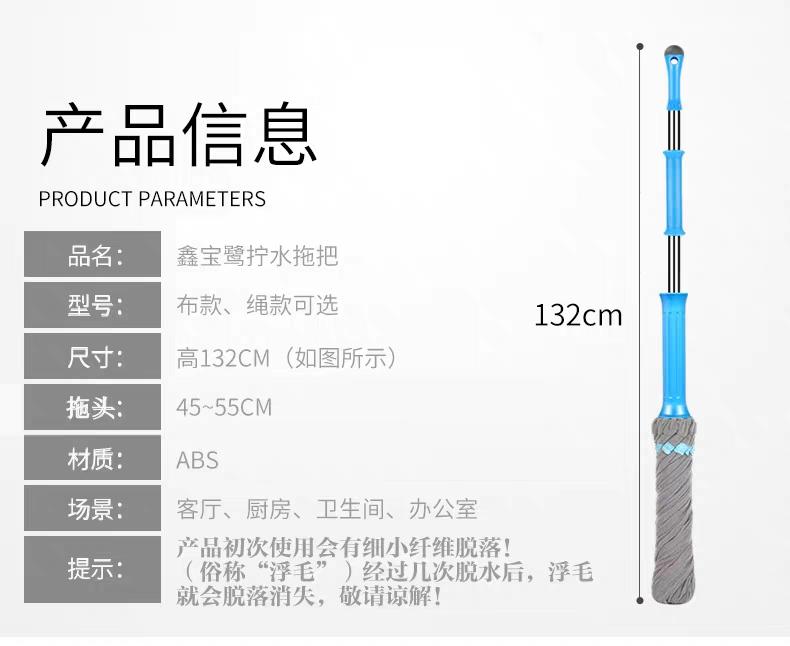 产品信息
PRODUCT PARAMETERS
品名： 鑫宝鹭拧水拖把
型号： 布款、绳款可选
尺寸： 高132CM（如图所示）
拖头： 45~55CM
材质： ABS
场景： 客厅、厨房、卫生间、办公室
提示： 产品初次使用会有细小纤维脱落！
（俗称“浮毛”）经过几次脱水后，浮毛
就会脱落消失，敬请谅解！
132cm